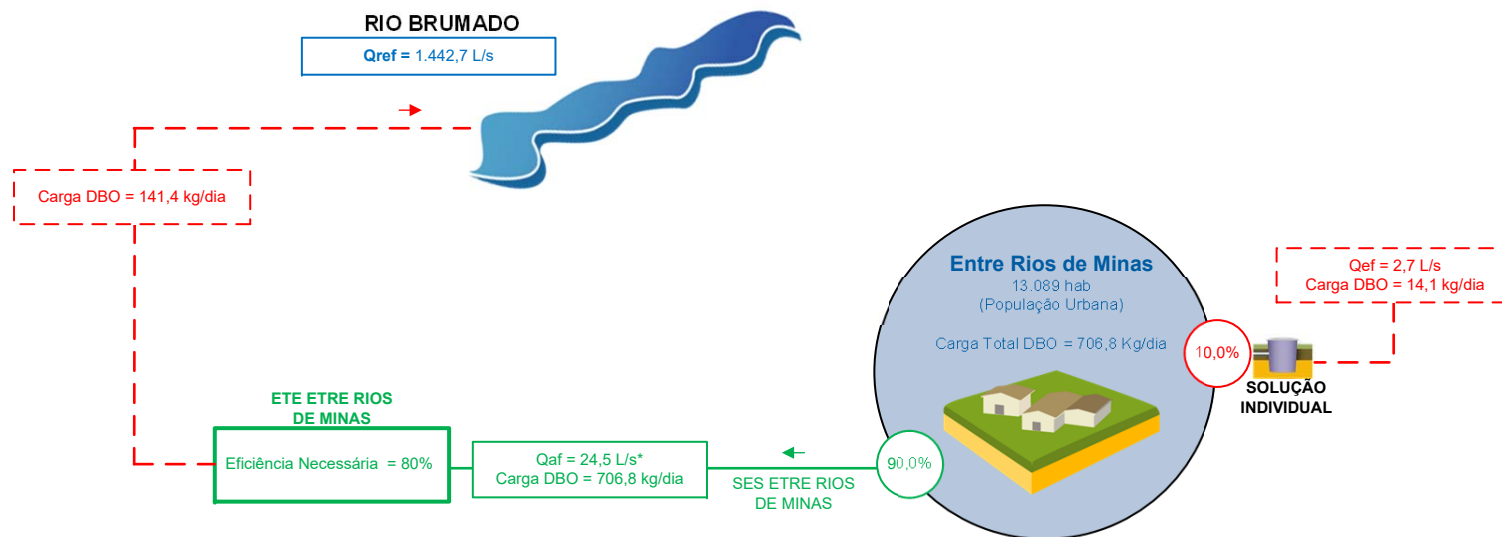 RIO BRUMADO
Qref = 1.442,7 L/s
Carga DBO = 141,4 kg/dia
Entre Rios de Minas
13.089 hab
(População Urbana)
Carga Total DBO = 706,8 Kg/dia
Qef = 2,7 L/s
Carga DBO = 14,1 kg/dia
10,0%
SOLUÇÃO
INDIVIDUAL
ETE ETRE RIOS
DE MINAS
Eficiência Necessária = 80%
Qaf = 24,5 L/s*
Carga DBO = 706,8 kg/dia
SES ETRE RIOS
DE MINAS
90,0%